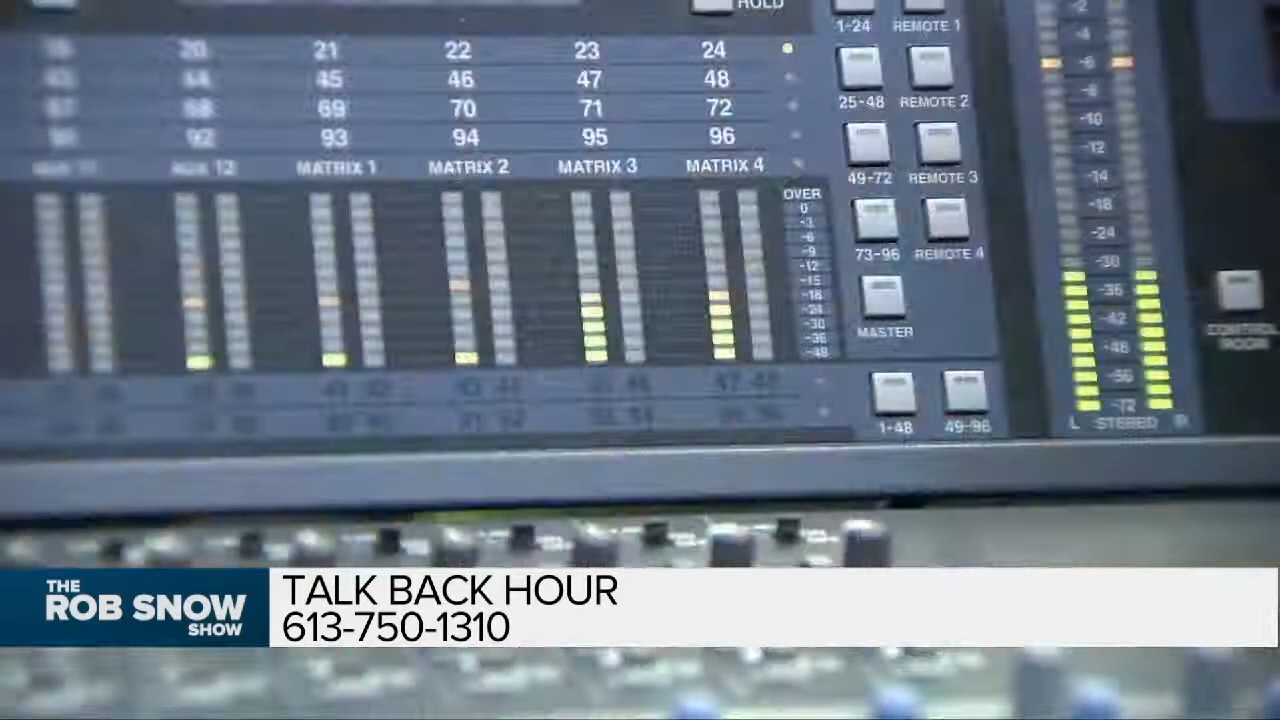 HOLD
1-24 REMOTE 1
20 21 22 23 24
44 45 46 47 48
68 69 70 71 72
92 93 94 95 96
AUX 12 MATRIX 1 MATRIX 2 MATRIX 3 MATRIX 4
25-48 REMOTE 2
49-72 REMOTE 3
73-96 REMOTE 4
MASTER
OVER
0
-3
-6
-9
-12
-15
-18
-24
-30
-36
-48
1-48 49-96
-2
-4
-6
-8
-10
-12
-14
-18
-24
-30
-36
-42
-48
-56
-72
L STEREO R
CONTROL
ROOM
THE
ROB SNOW
SHOW
TALK BACK HOUR
613-750-1310